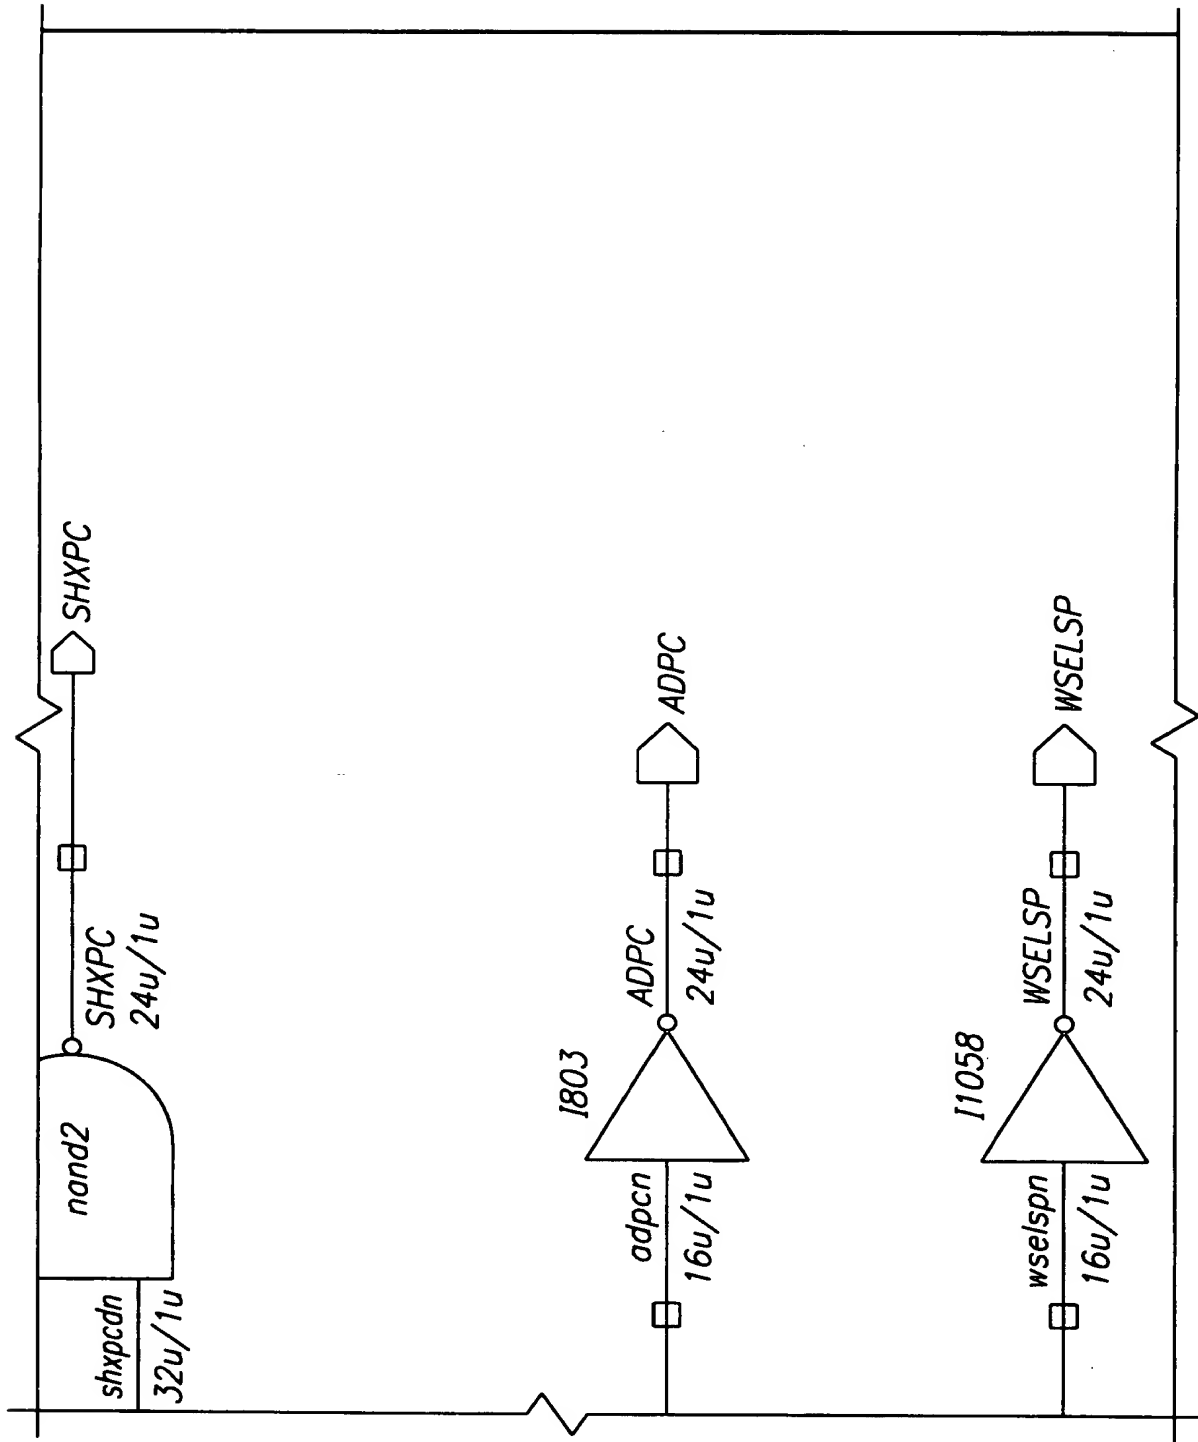 shxpcdn
32u/1u
nand2
SHXPC
24u/1u
SHXPC
adpcn
16u/1u
I803
ADPC
24u/1u
ADPC
wselspn
16u/1u
I1058
WSELSP
24u/1u
WSELSP